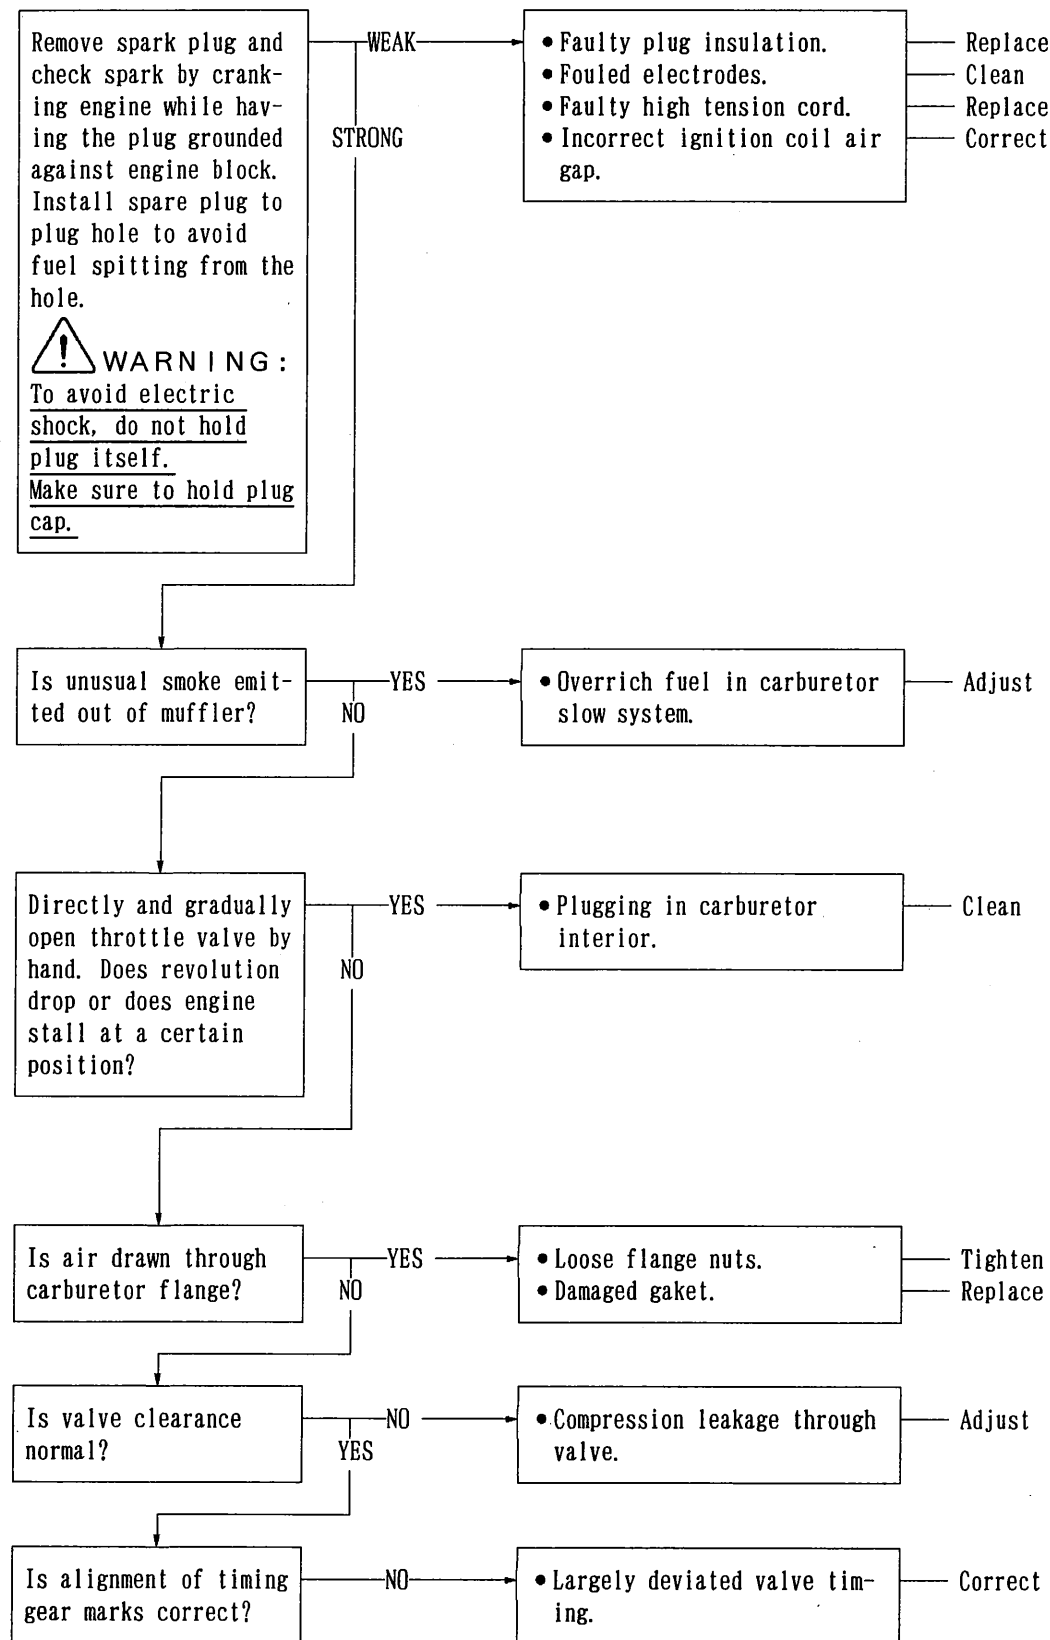 Remove spark plug and
check spark by crank-
ing engine while hav-
ing the plug grounded
against engine block.
Install spare plug to
plug hole to avoid
fuel spitting from the
hole.
WARNING:
To avoid electric
shock, do not hold
plug itself.
Make sure to hold plug
cap.
WEAK
STRONG
• Faulty plug insulation.
Replace
• Fouled electrodes.
Clean
• Faulty high tension cord.
Replace
• Incorrect ignition coil air
gap.
Correct
Is unusual smoke emit-
ted out of muffler?
YES
NO
• Overrich fuel in carburetor
slow system.
Adjust
Directly and gradually
open throttle valve by
hand. Does revolution
drop or does engine
stall at a certain
position?
YES
NO
• Plugging in carburetor
interior.
Clean
Is air drawn through
carburetor flange?
YES
NO
• Loose flange nuts.
Tighten
• Damaged gaket.
Replace
Is valve clearance
normal?
NO
YES
• Compression leakage through
valve.
Adjust
Is alignment of timing
gear marks correct?
NO
• Largely deviated valve tim-
ing.
Correct